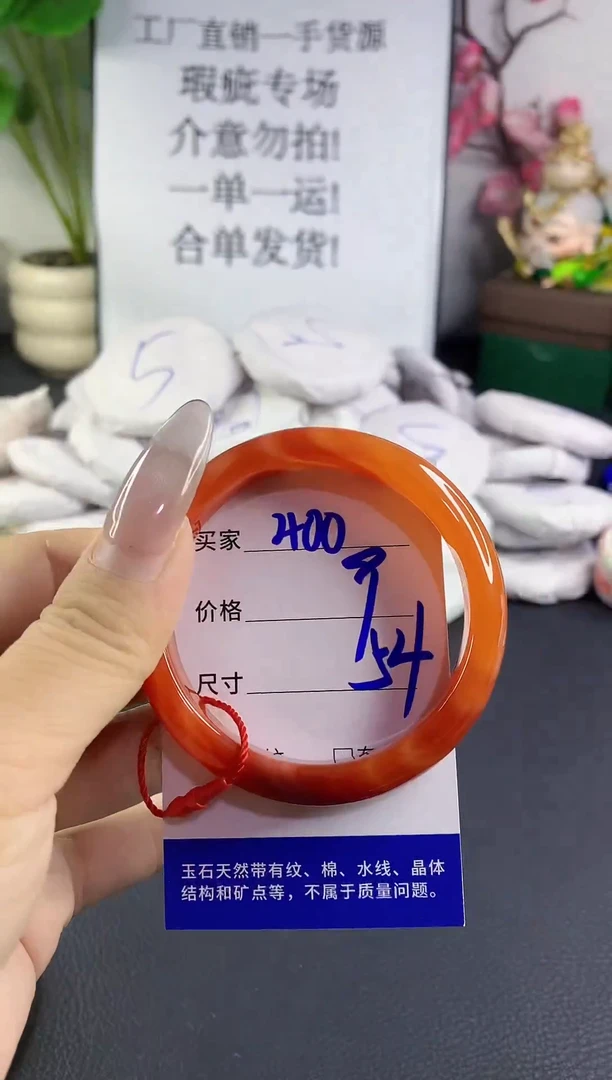 工厂直销一手货源
瑕疵专场
介意勿拍!
一单一运!
合单发货!
5
买家 400
价格
尺寸 54
玉石天然带有纹、棉、水线、晶体
结构和矿点等，不属于质量问题。